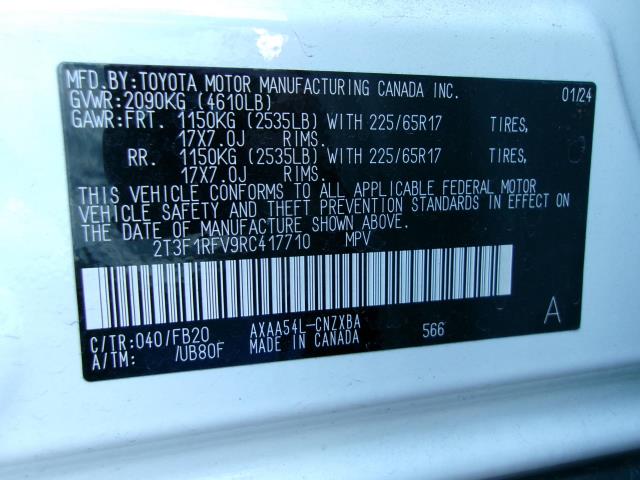 MFD.BY:TOYOTA MOTOR MANUFACTURING CANADA INC. 01/24
GVWR:2090KG (4610LB)
GAWR:FRT. 1150KG (2535LB) WITH 225/65R17 TIRES,
17X7.0J RIMS.
RR. 1150KG (2535LB) WITH 225/65R17 TIRES,
17X7.0J RIMS.
THIS VEHICLE CONFORMS TO ALL APPLICABLE FEDERAL MOTOR
VEHICLE SAFETY AND THEFT PREVENTION STANDARDS IN EFFECT ON
THE DATE OF MANUFACTURE SHOWN ABOVE.
2T3F1RFV9RC417710 MPV
C/TR:040/FB20 AXAA54L-CNZXBA 566 A
A/TM: /UB80F MADE IN CANADA